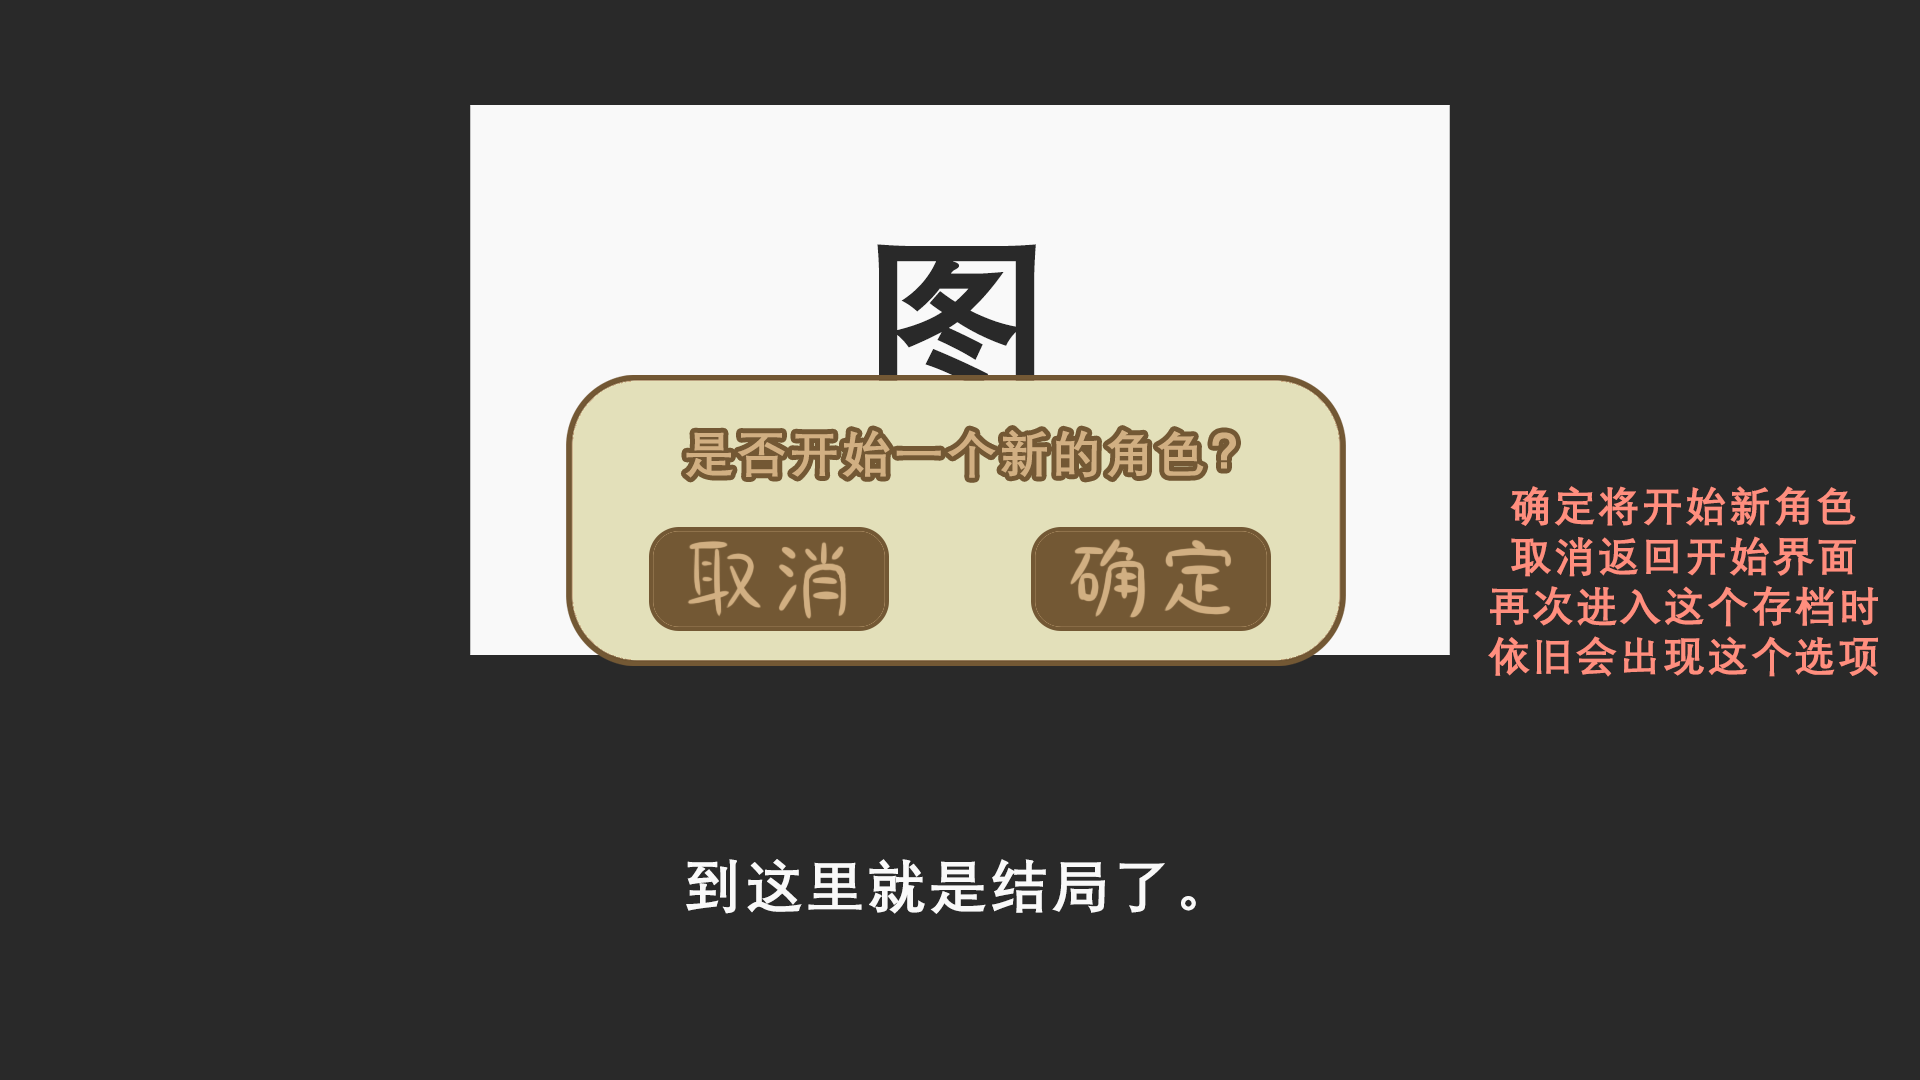 图
是否开始一个新的角色?
取消
确定
确定将开始新角色
取消返回开始界面
再次进入这个存档时
依旧会出现这个选项
到这里就是结局了。